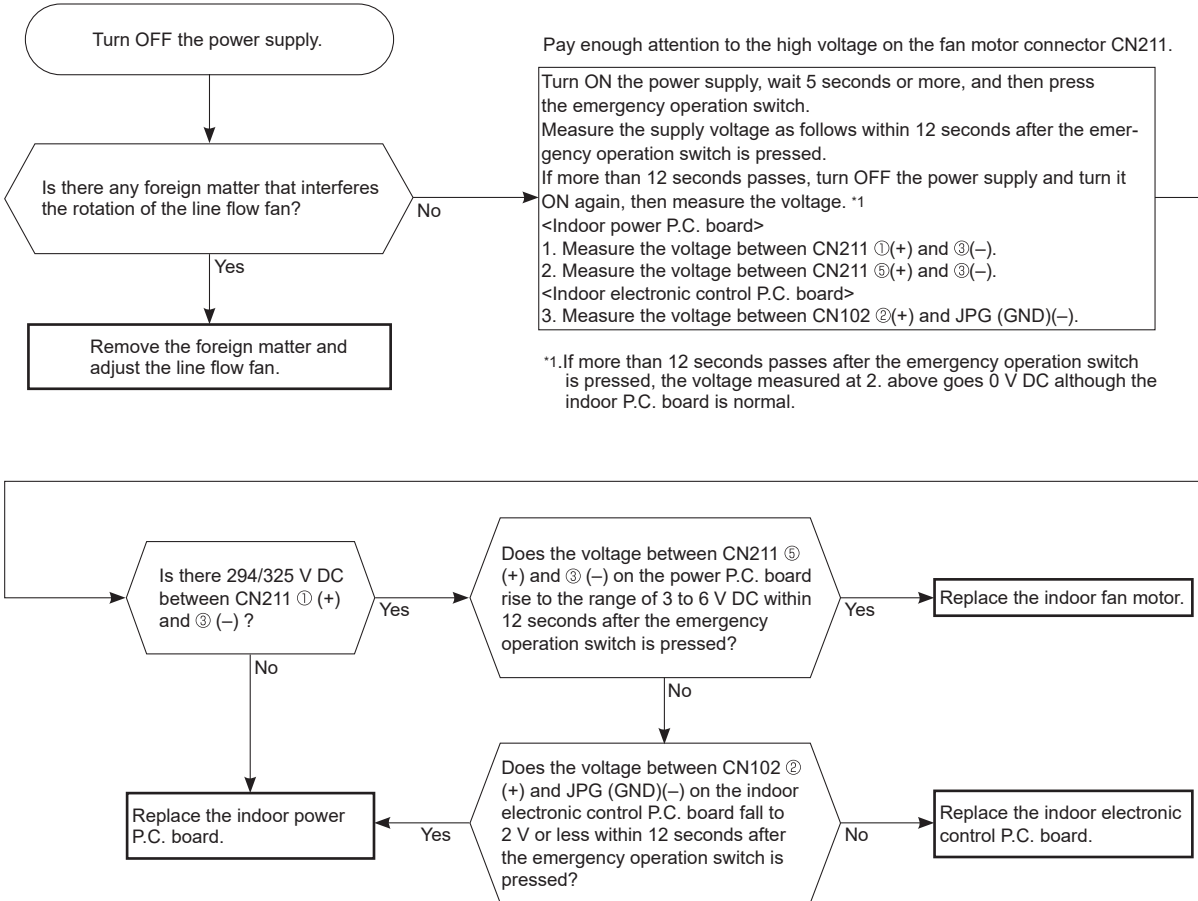 Turn OFF the power supply.
Is there any foreign matter that interferes
the rotation of the line flow fan?
No
Yes
Remove the foreign matter and
adjust the line flow fan.
Pay enough attention to the high voltage on the fan motor connector CN211.
Turn ON the power supply, wait 5 seconds or more, and then press
the emergency operation switch.
Measure the supply voltage as follows within 12 seconds after the emer-
gency operation switch is pressed.
If more than 12 seconds passes, turn OFF the power supply and turn it
ON again, then measure the voltage. *1
<Indoor power P.C. board>
1. Measure the voltage between CN211 ①(+) and ③(–).
2. Measure the voltage between CN211 ⑤(+) and ③(–).
<Indoor electronic control P.C. board>
3. Measure the voltage between CN102 ②(+) and JPG (GND)(–).
*1.If more than 12 seconds passes after the emergency operation switch
is pressed, the voltage measured at 2. above goes 0 V DC although the
indoor P.C. board is normal.
Is there 294/325 V DC
between CN211 ① (+)
and ③ (–) ?
Yes
No
Does the voltage between CN211 ⑤
(+) and ③ (–) on the power P.C. board
rise to the range of 3 to 6 V DC within
12 seconds after the emergency
operation switch is pressed?
Yes
Replace the indoor fan motor.
No
Does the voltage between CN102 ②
(+) and JPG (GND)(–) on the indoor
electronic control P.C. board fall to
2 V or less within 12 seconds after
the emergency operation switch is
pressed?
Yes
Replace the indoor power
P.C. board.
No
Replace the indoor electronic
control P.C. board.